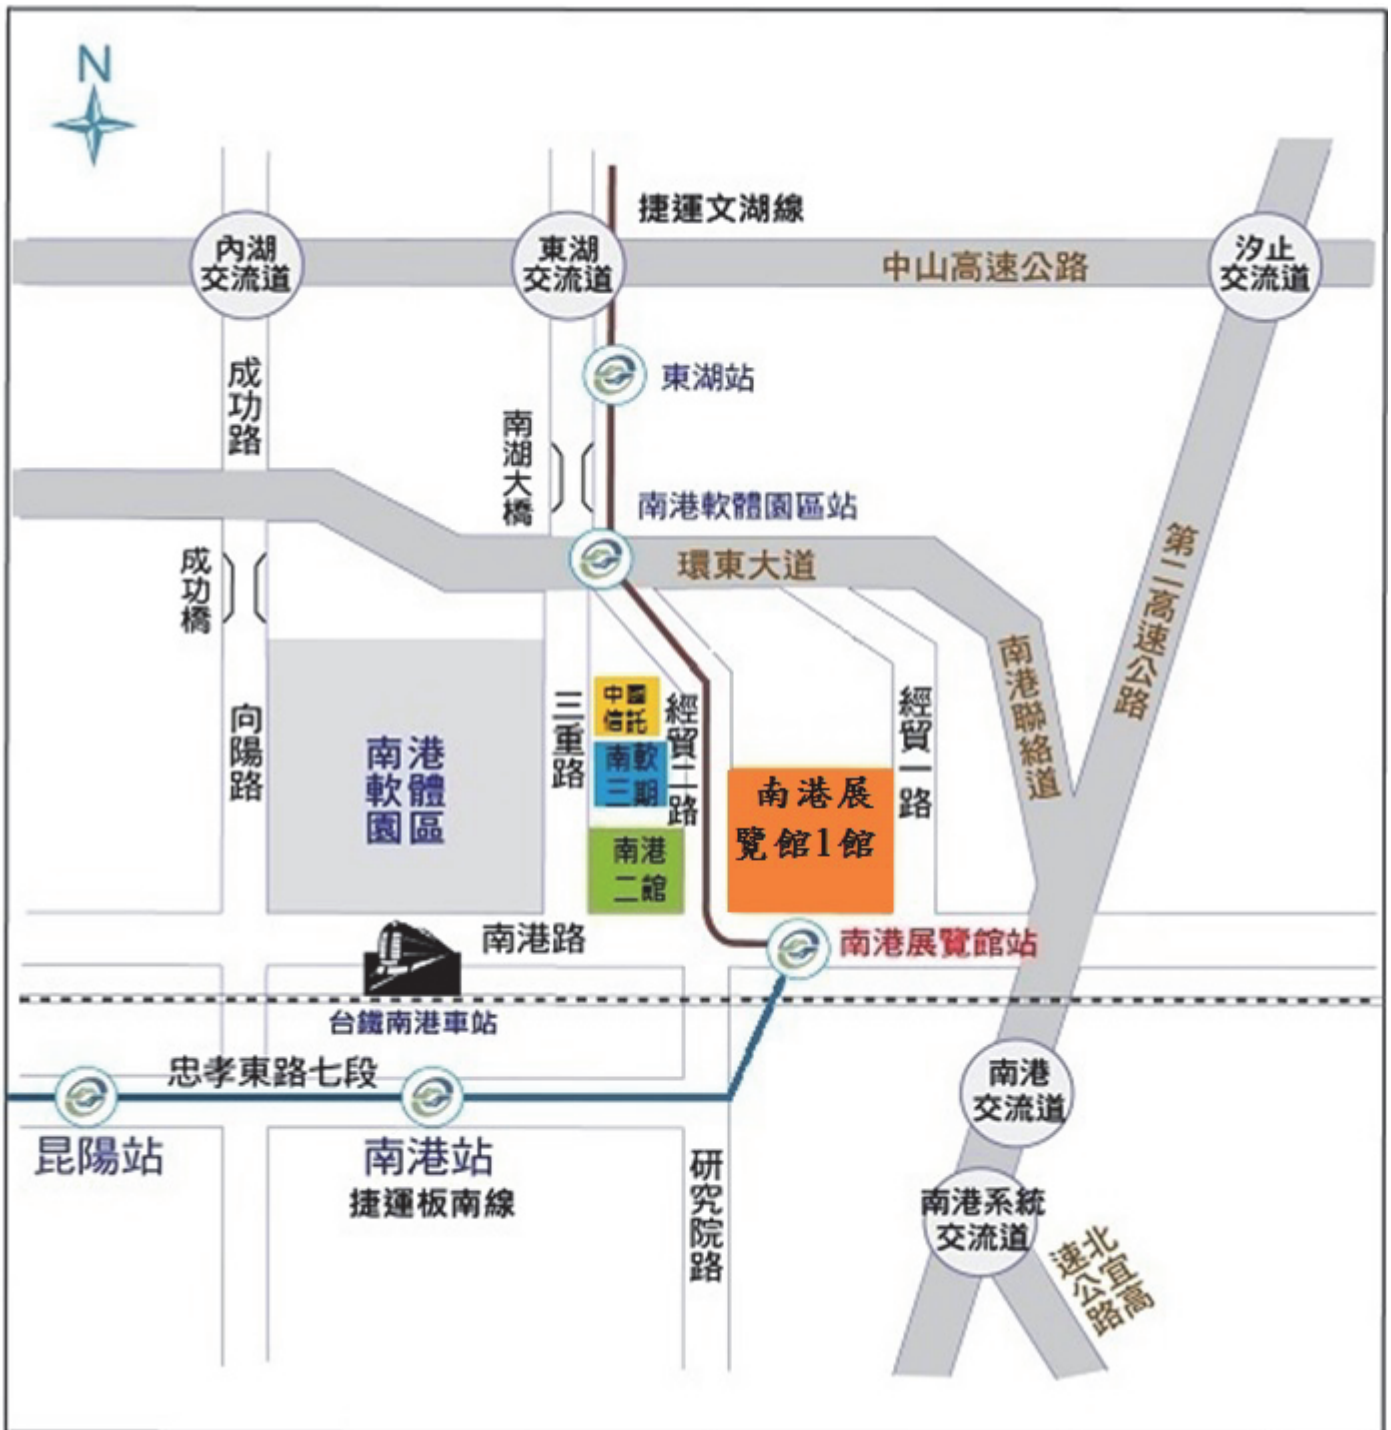 N
捷運文湖線
內湖
交流道
東湖
交流道
中山高速公路
汐止
交流道
成功路
東湖站
南湖大橋
南港軟體園區站
環東大道
第二高速公路
成功橋
南港聯絡道
向陽路
南港
軟體
園區
三重路
中國
信託
南軟
三期
經貿二路
南港
二館
南港展
覽館1館
經貿一路
南港路
南港展覽館站
台鐵南港車站
忠孝東路七段
昆陽站
南港站
捷運板南線
研究院路
南港
交流道
南港系統
交流道
北宜高
速公路